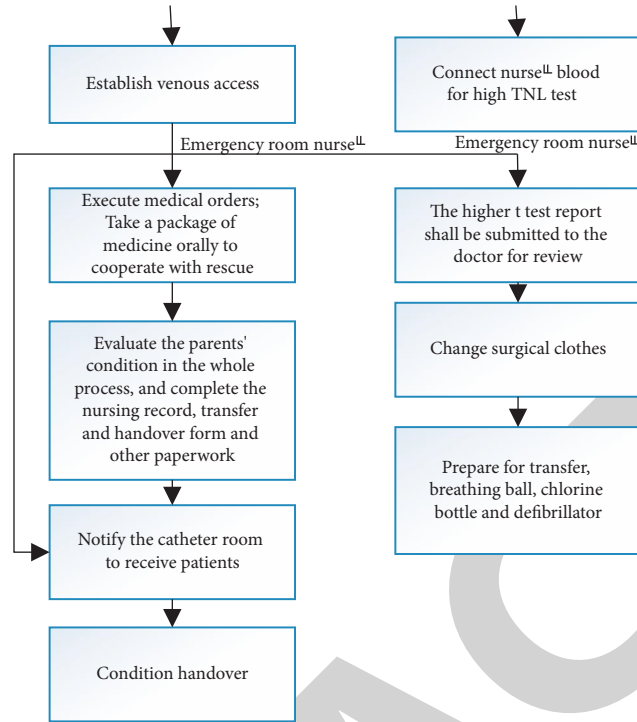 Establish venous access
Connect nurseᄔ blood
for high TNL test
Emergency room nurseᄔ
Emergency room nurseᄔ
Execute medical orders;
Take a package of
medicine orally to
cooperate with rescue
The higher t test report
shall be submitted to the
doctor for review
Evaluate the parents'
condition in the whole
process, and complete the
nursing record, transfer
and handover form and
other paperwork
Change surgical clothes
Prepare for transfer,
breathing ball, chlorine
bottle and defibrillator
Notify the catheter room
to receive patients
Condition handover